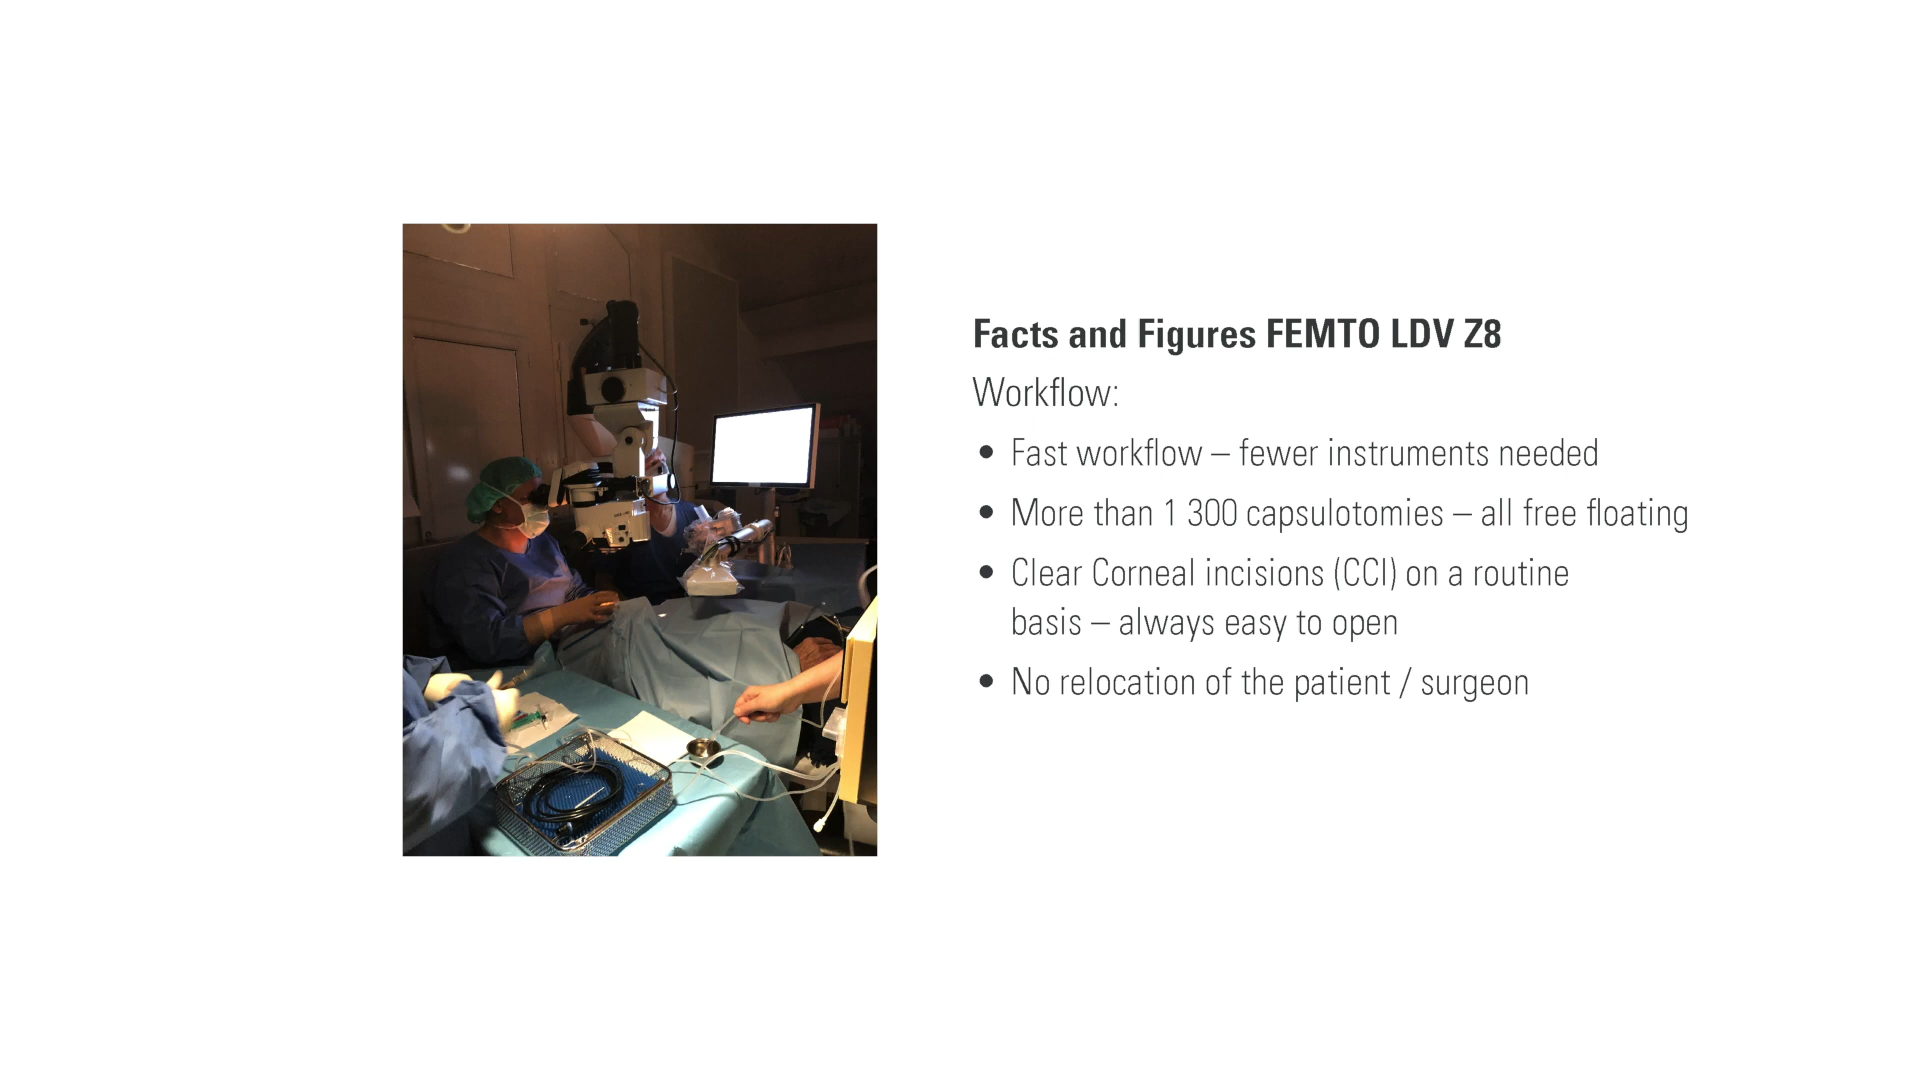 Facts and Figures FEMTO LDV Z8
Workflow:
• Fast workflow – fewer instruments needed
• More than 1 300 capsulotomies – all free floating
• Clear Corneal incisions (CCI) on a routine
basis – always easy to open
• No relocation of the patient / surgeon